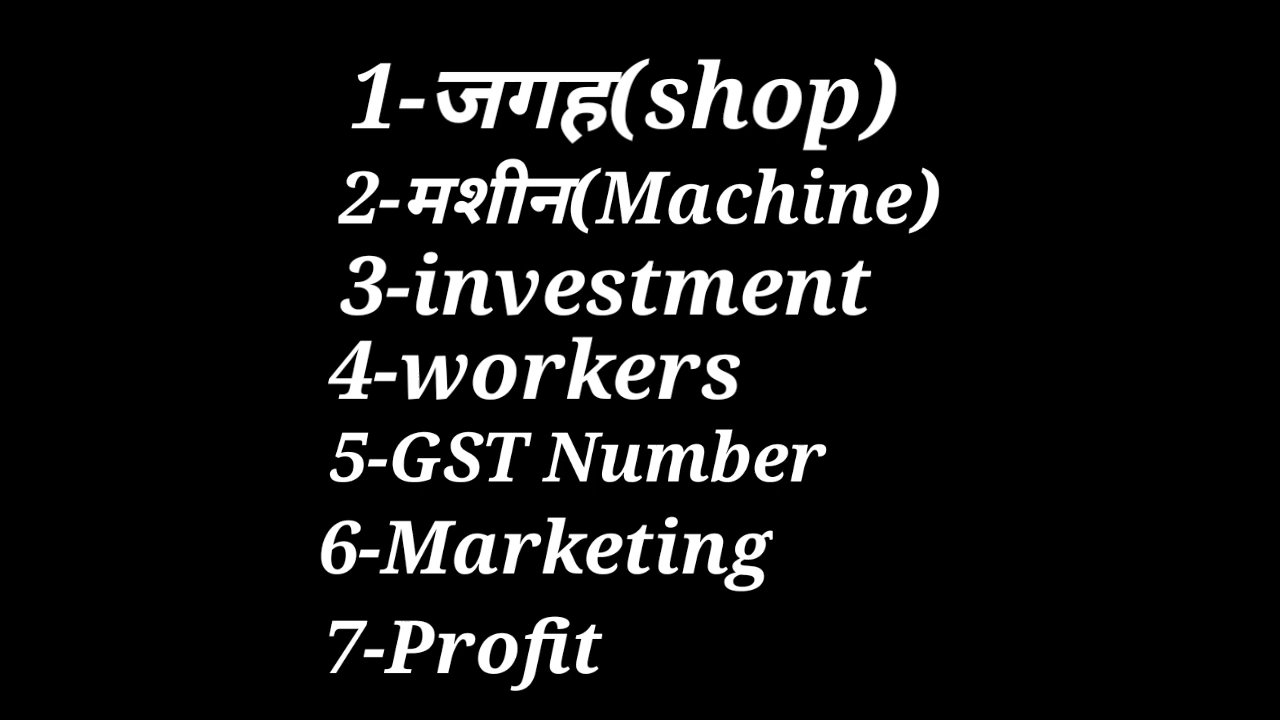 1-जगह(shop)
2-मशीन(Machine)
3-investment
4-workers
5-GST Number
6-Marketing
7-Profit